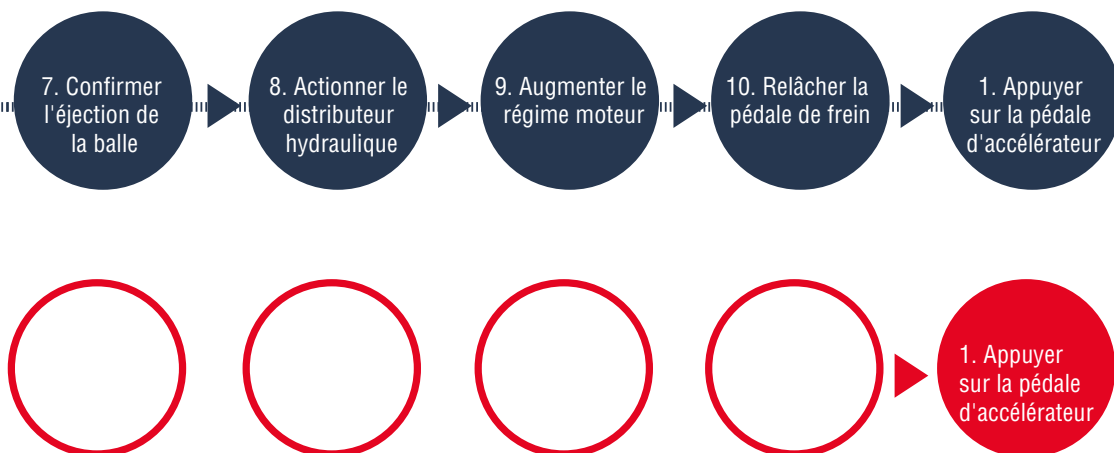 7. Confirmer
l'éjection de
la balle
8. Actionner le
distributeur
hydraulique
9. Augmenter le
régime moteur
10. Relâcher la
pédale de frein
1. Appuyer
sur la pédale
d'accélérateur
1. Appuyer
sur la pédale
d'accélérateur